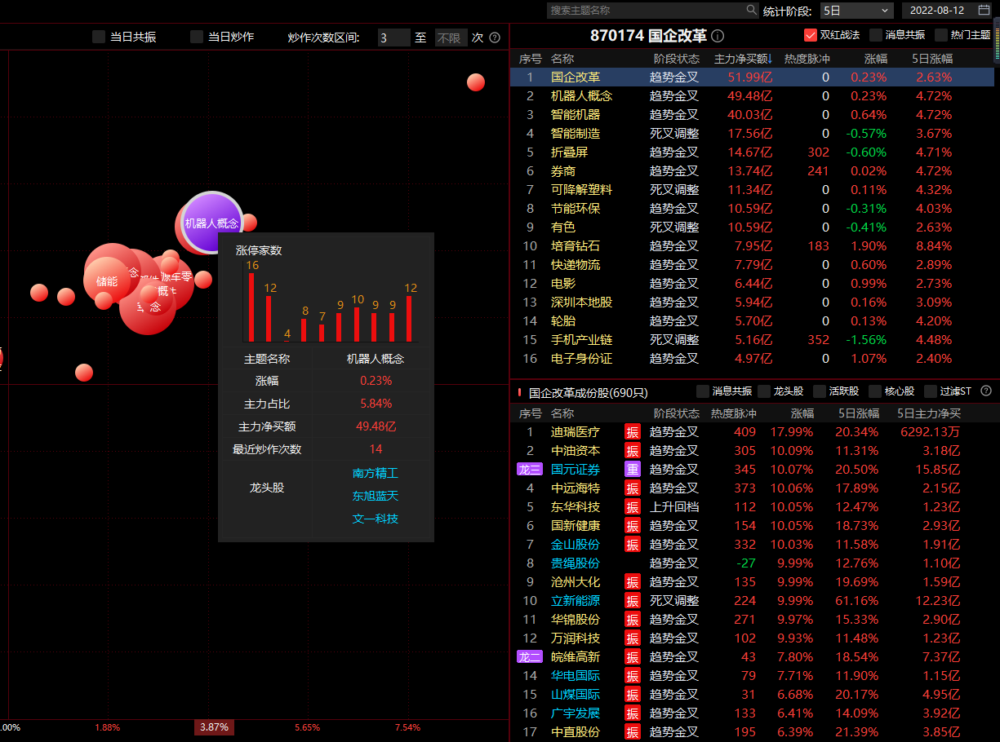 搜索主题名称 统计阶段: 5日 2022-08-12
当日共振 当日炒作 炒作次数区间: 3 至 不限 次 ?
870174 国企改革 双红战法 消息共振 热门主题
序号 名称 阶段状态 主力净买额↓ 热度脉冲 涨幅 5日涨幅
1 国企改革 趋势金叉 51.99亿 0 0.23% 2.63%
2 机器人概念 趋势金叉 49.48亿 0 0.23% 4.72%
3 智能机器 趋势金叉 40.03亿 0 0.64% 4.72%
4 智能制造 死叉调整 17.56亿 0 -0.57% 3.67%
5 折叠屏 趋势金叉 14.67亿 302 -0.60% 4.71%
6 券商 趋势金叉 13.74亿 241 0.02% 4.72%
7 可降解塑料 死叉调整 11.34亿 0 0.11% 4.32%
8 节能环保 趋势金叉 10.59亿 0 -0.31% 4.03%
9 有色 死叉调整 10.59亿 0 -0.41% 2.63%
10 培育钻石 趋势金叉 7.95亿 183 1.90% 8.84%
11 快递物流 趋势金叉 7.79亿 0 0.60% 2.89%
12 电影 趋势金叉 6.44亿 0 0.99% 2.73%
13 深圳本地股 趋势金叉 5.94亿 0 0.16% 3.09%
14 轮胎 趋势金叉 5.70亿 0 0.13% 4.20%
15 手机产业链 死叉调整 5.16亿 352 -1.56% 4.48%
16 电子身份证 趋势金叉 4.97亿 0 1.07% 2.40%
机器人概念
储能
念
概
念
车零
涨停家数
16 12 4 8 7 9 10 9 9 12
主题名称 机器人概念
涨幅 0.23%
主力占比 5.84%
主力净买额 49.48亿
最近炒作次数 14
龙头股 南方精工
东旭蓝天
文一科技
.00% 1.88% 3.87% 5.65% 7.54%
国企改革成份股(690只) 消息共振 龙头股 活跃股 核心股 过滤ST ?
序号 名称 阶段状态 热度脉冲 涨幅 5日涨幅 5日主力净买
1 迪瑞医疗 振 趋势金叉 409 17.99% 20.34% 6292.13万
2 中油资本 振 趋势金叉 305 10.09% 11.31% 3.18亿
龙三 国元证券 重 趋势金叉 345 10.07% 20.50% 15.85亿
4 中远海特 振 趋势金叉 373 10.06% 17.89% 2.15亿
5 东华科技 振 上升回档 112 10.05% 12.47% 1.23亿
6 国新健康 振 趋势金叉 154 10.05% 18.73% 2.93亿
7 金山股份 振 趋势金叉 332 10.03% 11.58% 1.91亿
8 贵绳股份 趋势金叉 -27 9.99% 12.76% 1.10亿
9 沧州大化 振 趋势金叉 135 9.99% 19.69% 1.59亿
10 立新能源 振 死叉调整 224 9.99% 61.16% 12.23亿
11 华锦股份 振 趋势金叉 271 9.97% 15.33% 2.90亿
12 万润科技 振 趋势金叉 102 9.93% 11.48% 1.23亿
龙二 皖维高新 振 趋势金叉 43 7.80% 18.54% 7.37亿
14 华电国际 振 趋势金叉 79 7.71% 11.90% 1.15亿
15 山煤国际 振 趋势金叉 31 6.68% 20.17% 4.95亿
16 广宇发展 振 趋势金叉 133 6.41% 14.09% 3.92亿
17 中直股份 振 趋势金叉 195 6.39% 21.39% 3.85亿